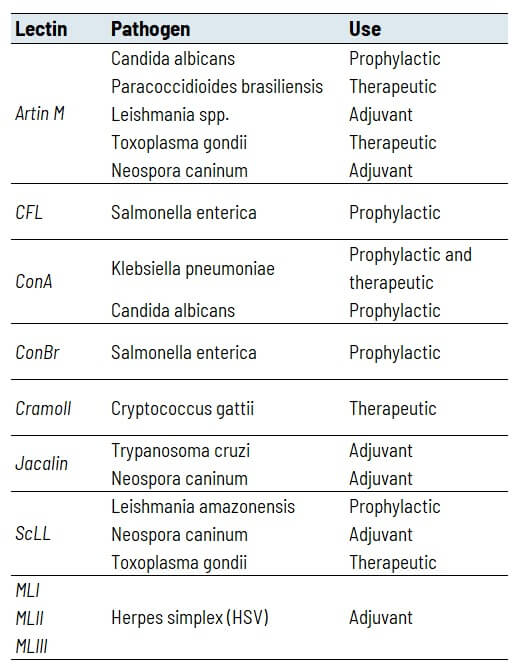 Lectin Pathogen Use
Candida albicans Prophylactic
Paracoccidioides brasiliensis Therapeutic
Artin M Leishmania spp. Adjuvant
Toxoplasma gondii Therapeutic
Neospora caninum Adjuvant
CFL Salmonella enterica Prophylactic
ConA Klebsiella pneumoniae Prophylactic and
therapeutic
Candida albicans Prophylactic
ConBr Salmonella enterica Prophylactic
Cramoll Cryptococcus gattii Therapeutic
Jacalin Trypanosoma cruzi Adjuvant
Neospora caninum Adjuvant
Leishmania amazonensis Prophylactic
ScLL Neospora caninum Adjuvant
Toxoplasma gondii Therapeutic
MLI
MLII Herpes simplex (HSV) Adjuvant
MLIII